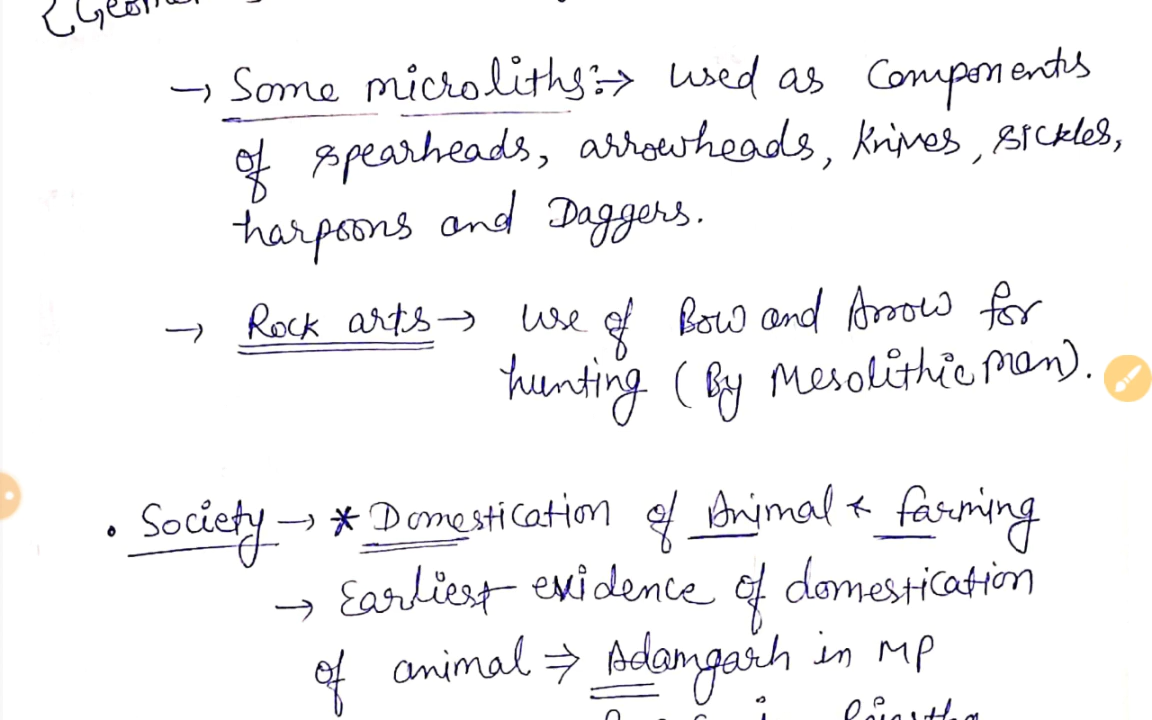 → Some microliths :→ used as Components
of spearheads, arrowheads, Knives, sickles,
harpoons and Daggers.
→ Rock arts → use of Bow and Arrow for
hunting (By Mesolithic man).
• Society → * Domestication of Animal & farming
→ Earliest evidence of domestication
of animal ⇒ Adamgarh in MP